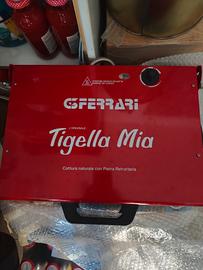 G3FERRARI
Tigella Mia
Cottura naturale con Pietra Refrattaria